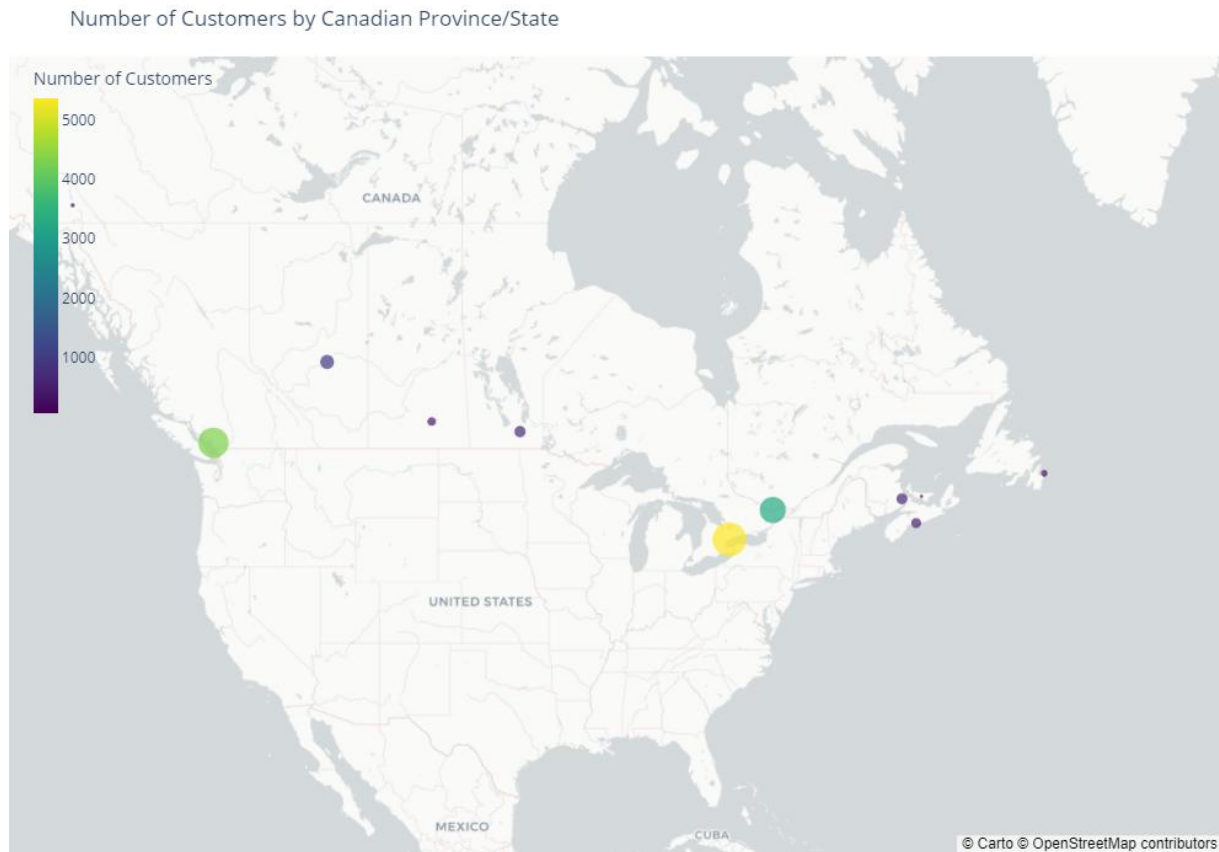 Number of Customers by Canadian Province/State
Number of Customers
5000
4000
3000
2000
1000
CANADA
UNITED STATES
MEXICO
CUBA
© Carto © OpenStreetMap contributors